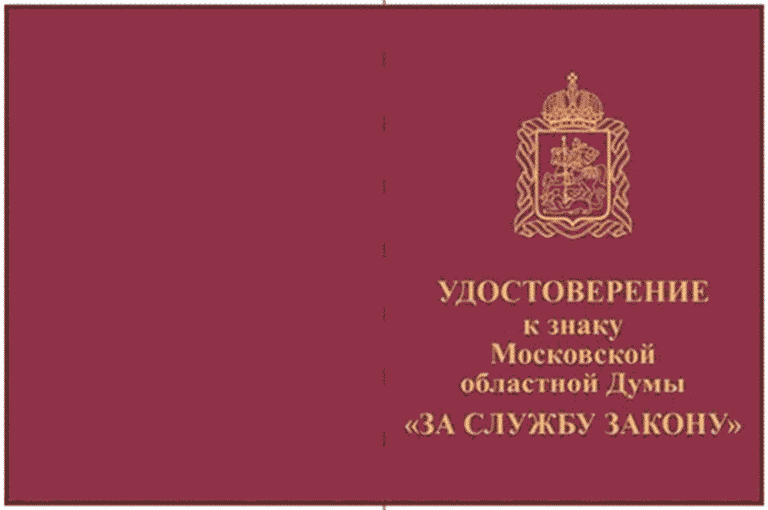 УДОСТОВЕРЕНИЕ
к знаку
Московской
областной Думы
«ЗА СЛУЖБУ ЗАКОНУ»